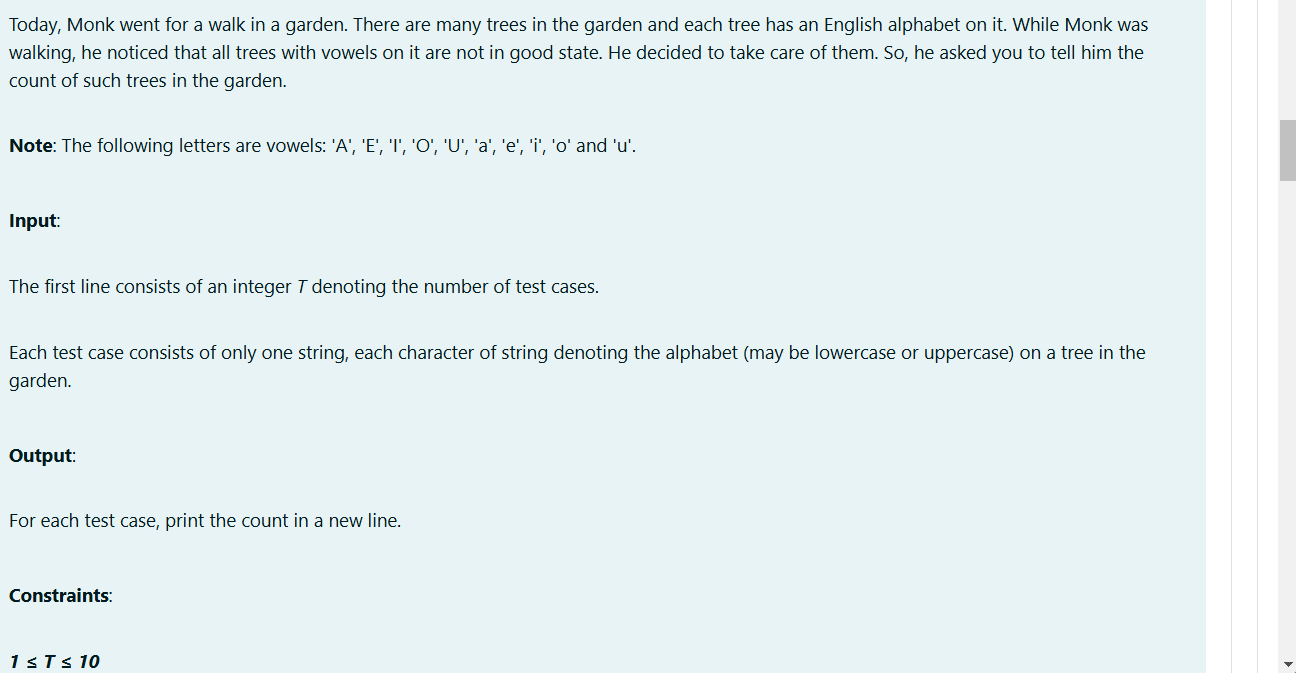 Today, Monk went for a walk in a garden. There are many trees in the garden and each tree has an English alphabet on it. While Monk was
walking, he noticed that all trees with vowels on it are not in good state. He decided to take care of them. So, he asked you to tell him the
count of such trees in the garden.
Note: The following letters are vowels: 'A', 'E', 'I', 'O', 'U', 'a', 'e', 'i', 'o' and 'u'.
Input:
The first line consists of an integer T denoting the number of test cases.
Each test case consists of only one string, each character of string denoting the alphabet (may be lowercase or uppercase) on a tree in the
garden.
Output:
For each test case, print the count in a new line.
Constraints:
1 ≤ T ≤ 10